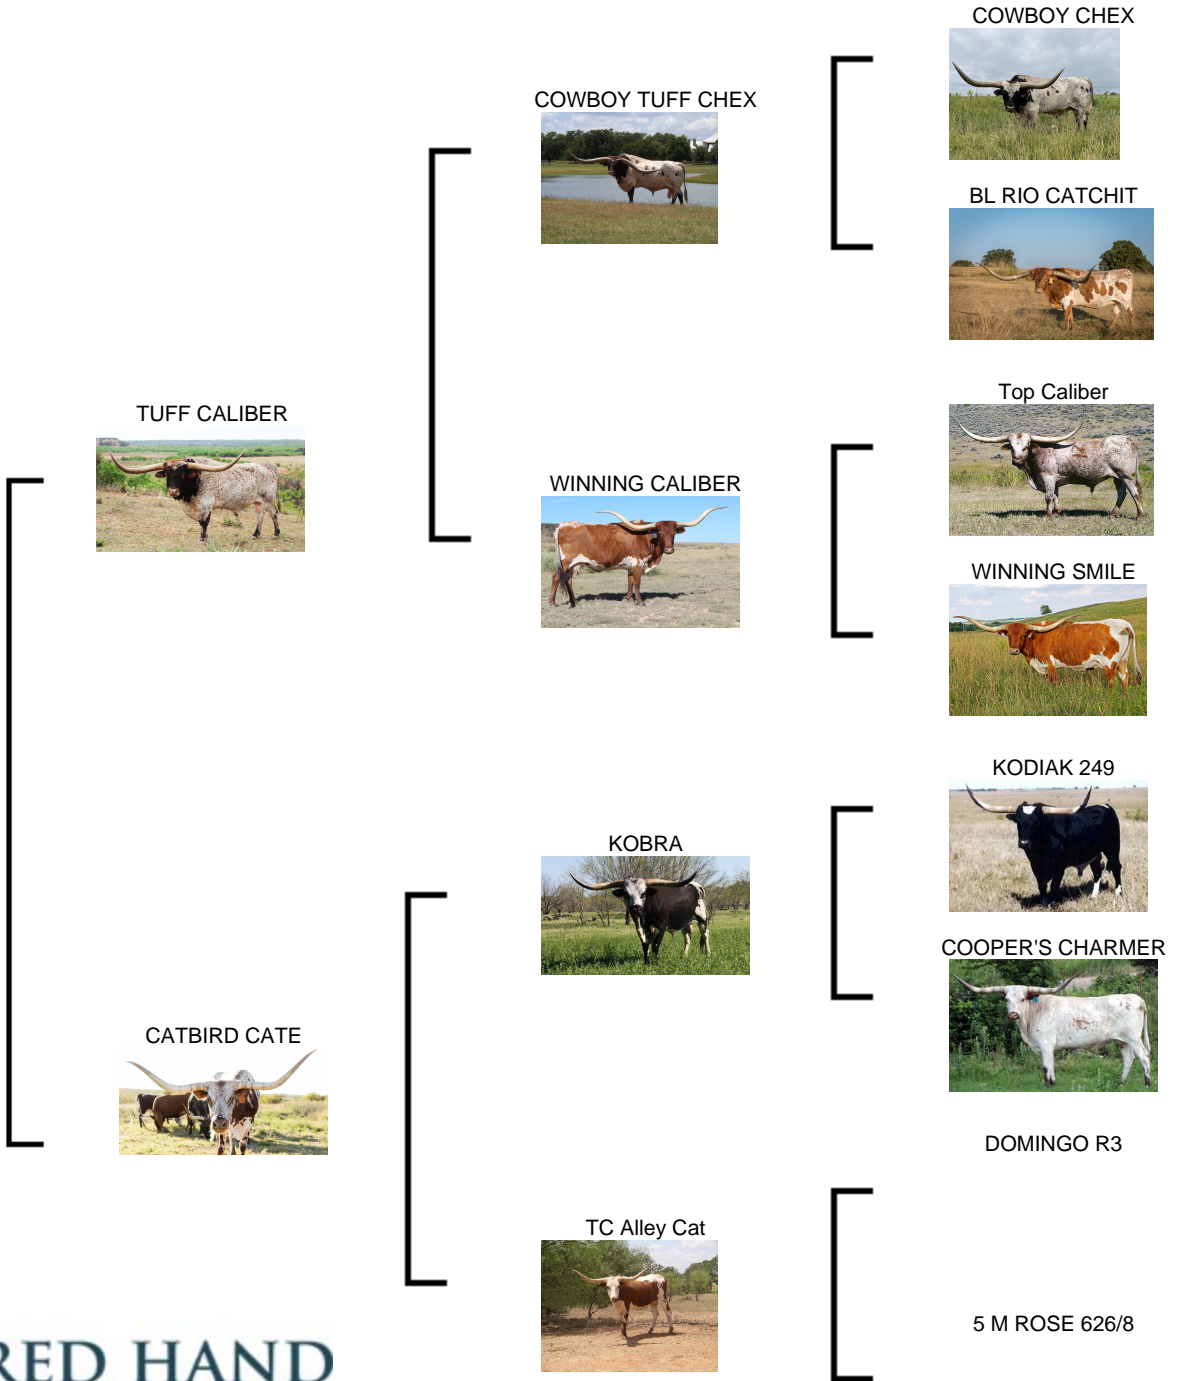 COWBOY CHEX
COWBOY TUFF CHEX
BL RIO CATCHIT
TUFF CALIBER
Top Caliber
WINNING CALIBER
WINNING SMILE
KODIAK 249
KOBRA
COOPER'S CHARMER
CATBIRD CATE
DOMINGO R3
TC Alley Cat
5 M ROSE 626/8
RED HAND